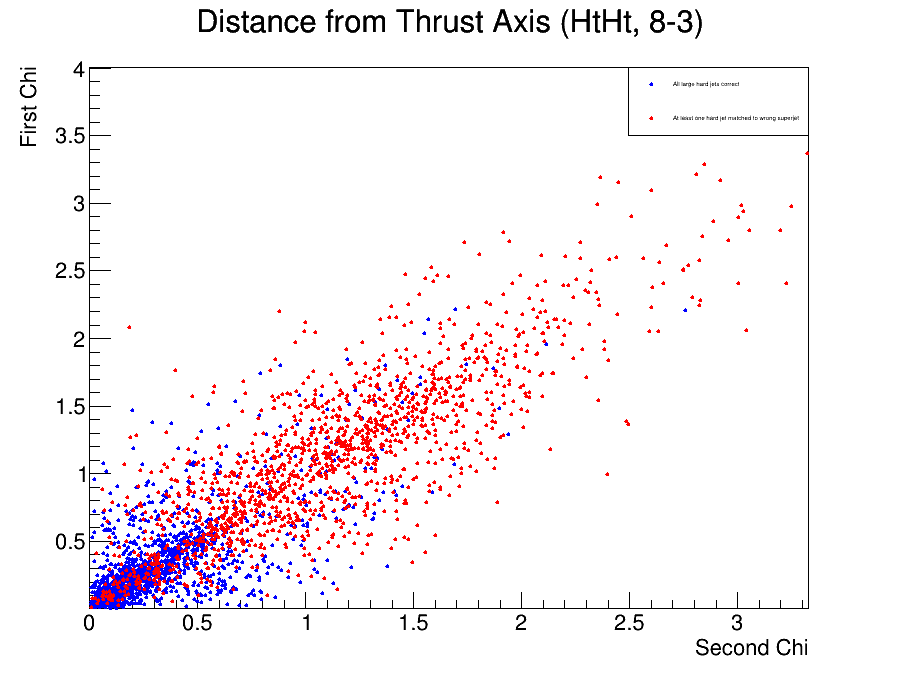 Distance from Thrust Axis (HtHt, 8-3)
First Chi
4
3.5
3
2.5
2
1.5
1
0.5
All large hard jets correct
At least one hard jet matched to wrong superjet
0 0.5 1 1.5 2 2.5 3
Second Chi